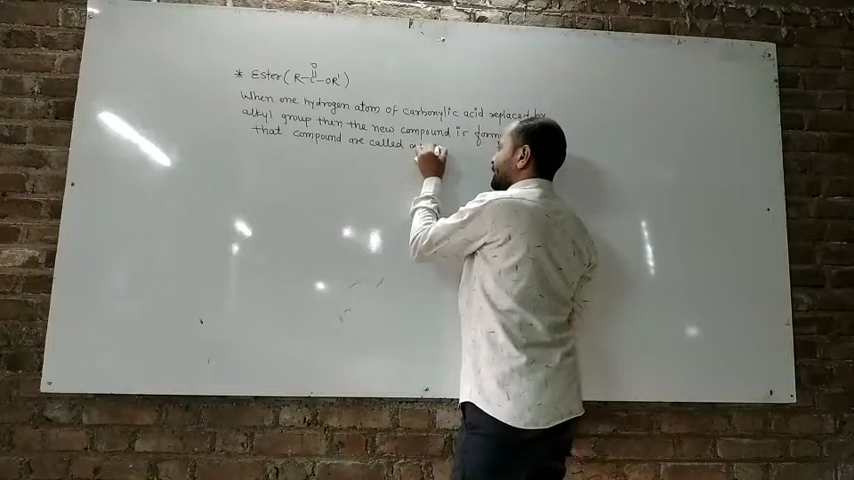 * Ester (R-C-OR')
O
When one hydrogen atom of carbonylic acid replaced by
alkyl group then the new compound is form
that compound are called